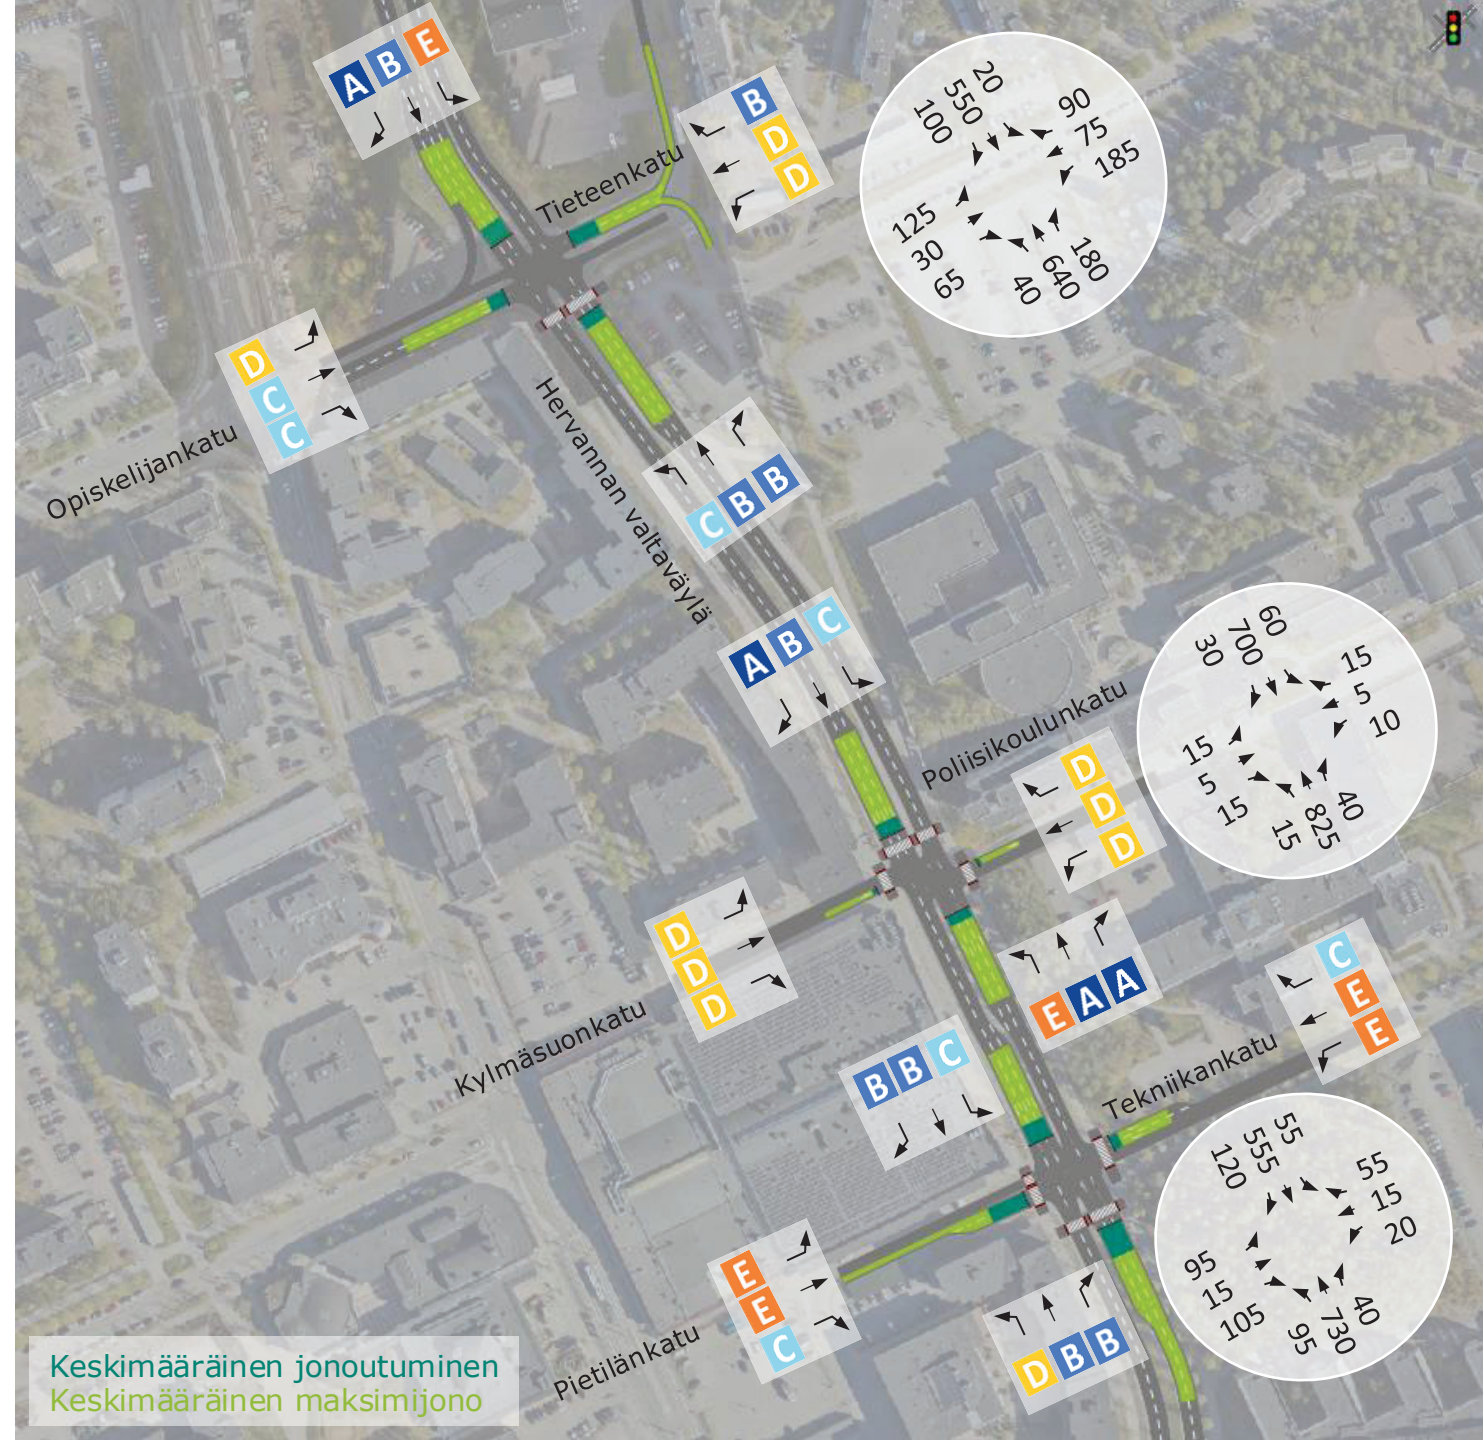 A B E
B
D
D
Tieteenkatu
20
550
100
90
75
185
125
30
65
40
640
180
D
C
C
Opiskelijankatu
Hervannan valtaväylä
C B B
A B C
Poliisikoulunkatu
D
D
D
60
700
30
15
5
10
15
5
15
15
825
40
D
D
D
Kylmäsuonkatu
E A A
C
E
E
B B C
Tekniikankatu
55
555
120
55
15
20
95
15
105
95
730
40
E
E
C
Pietilänkatu
D B B
Keskimääräinen jonoutuminen
Keskimääräinen maksimijono